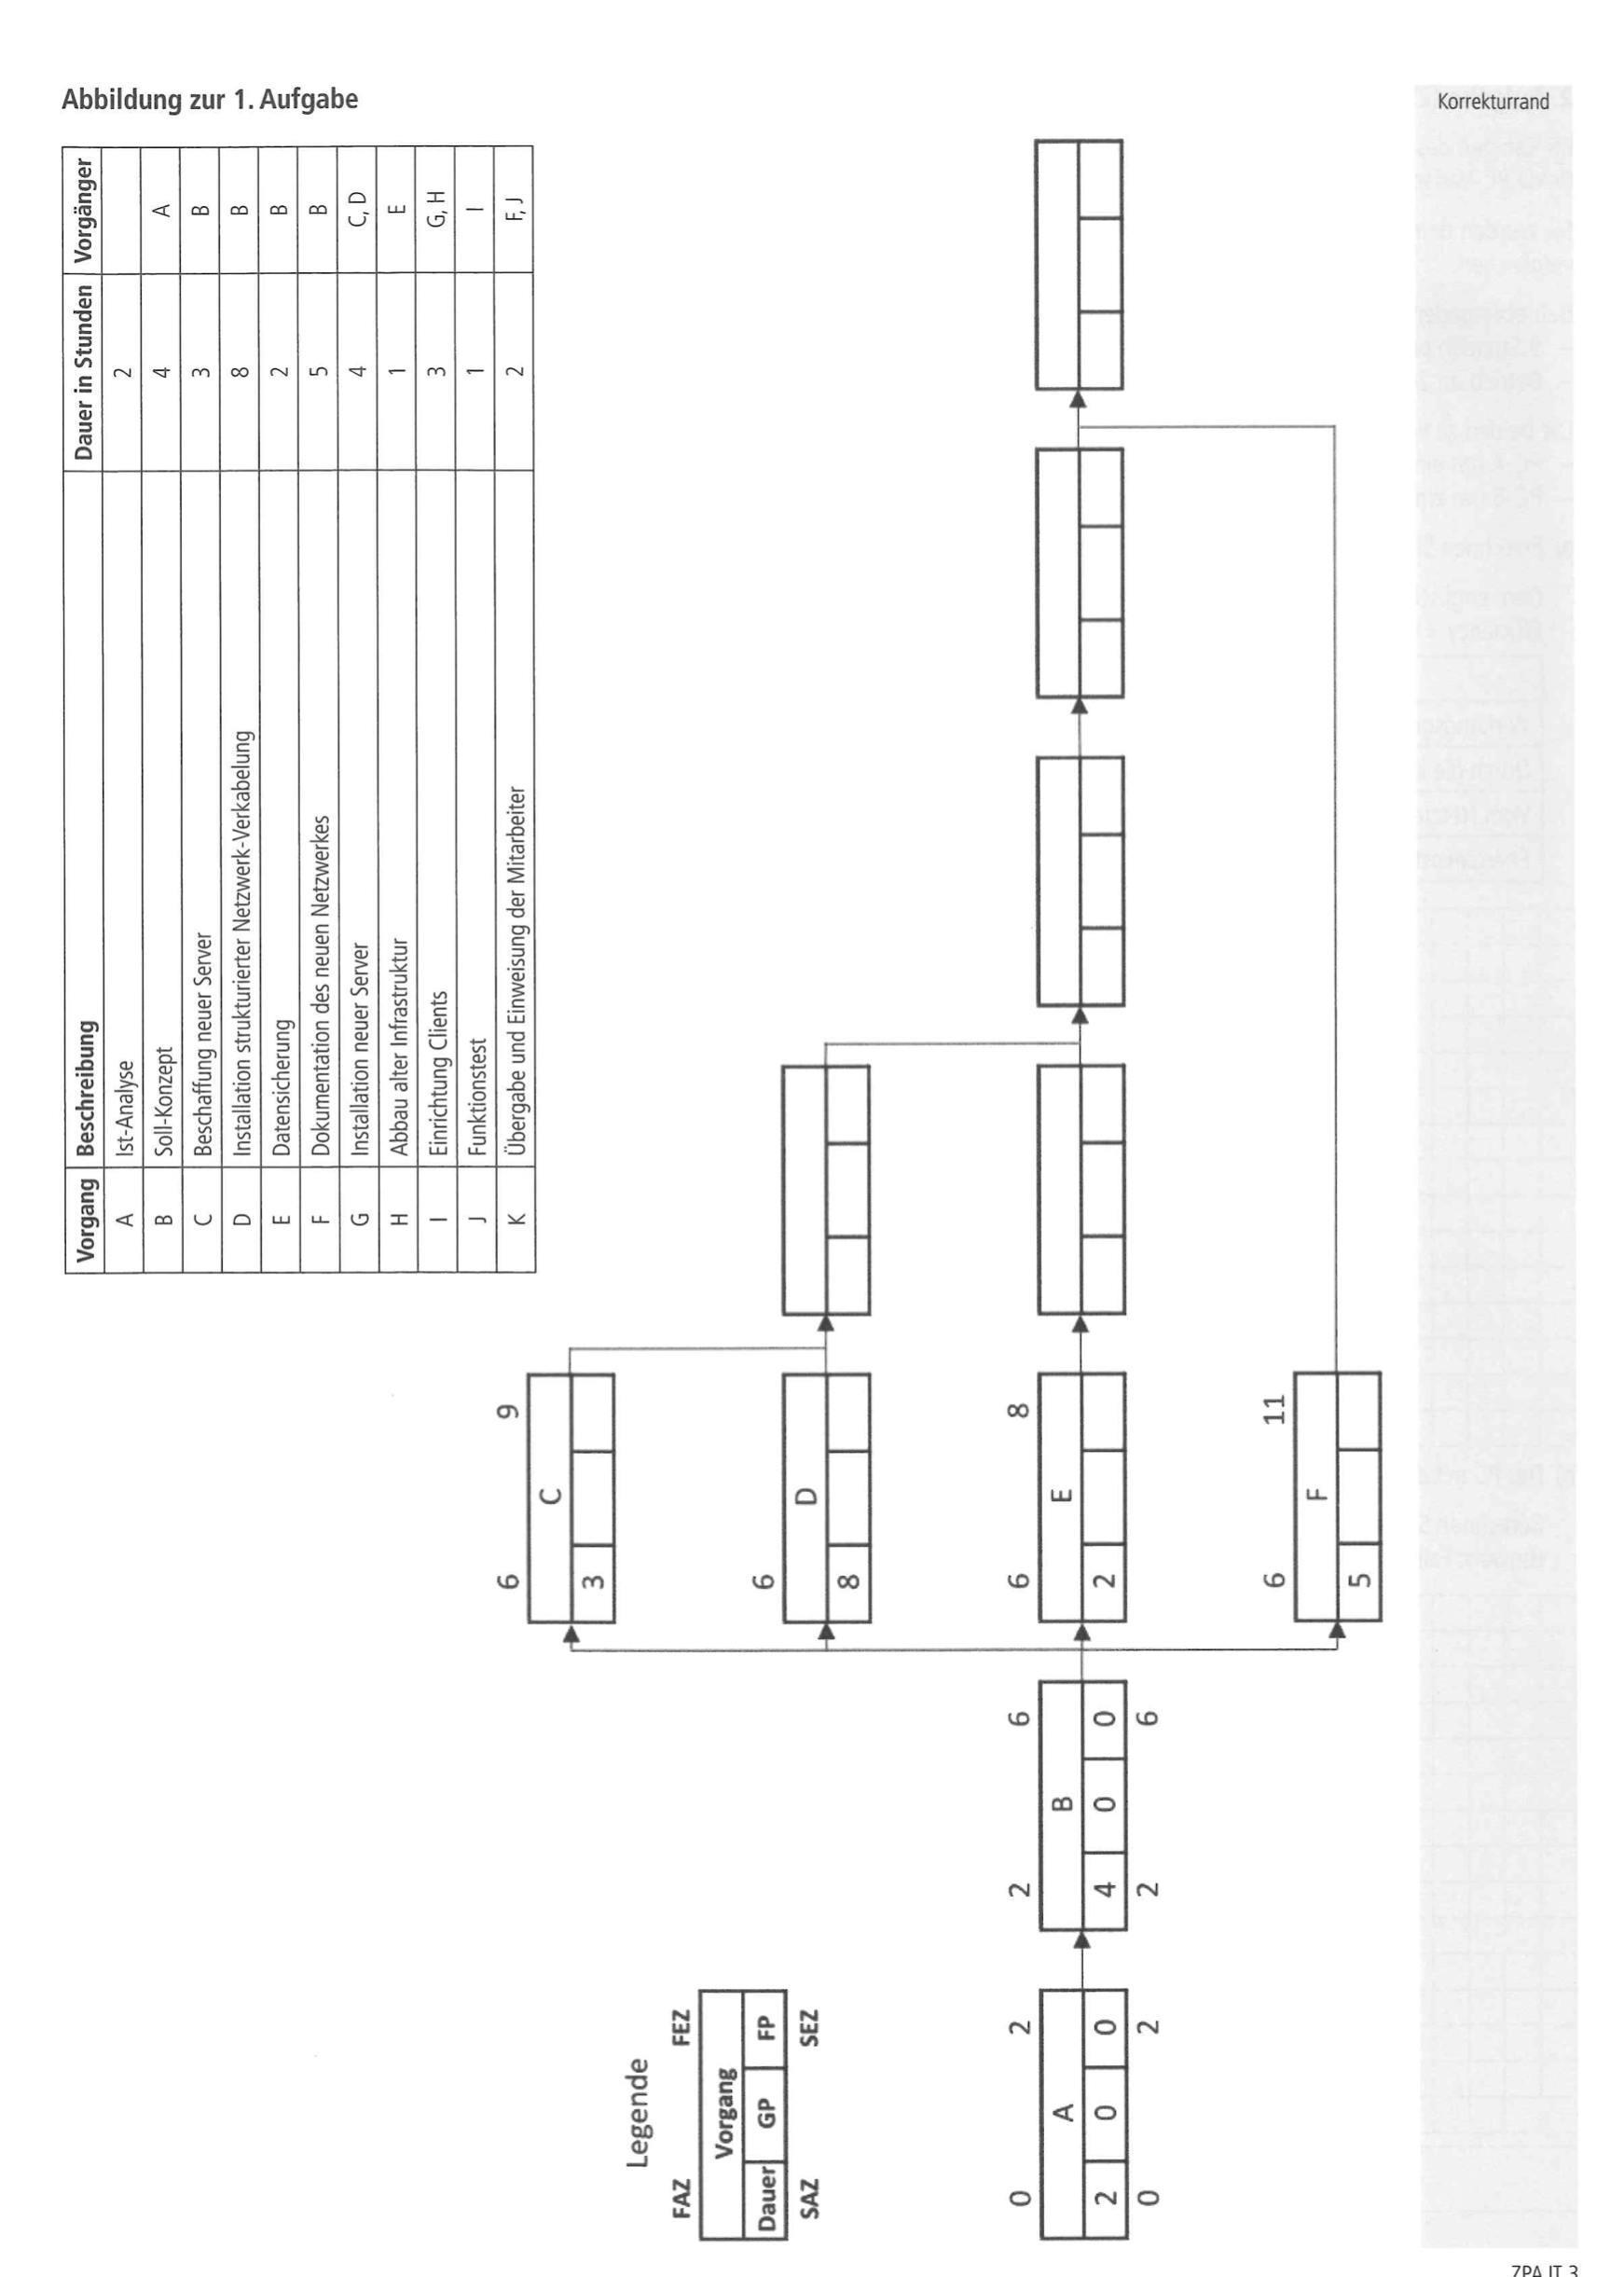 Abbildung zur 1. Aufgabe
Korrekturrand
Vorgang Beschreibung Dauer in Stunden Vorgänger
A Ist-Analyse 2
B Soll-Konzept 4 A
C Beschaffung neuer Server 3 B
D Installation strukturierter Netzwerk-Verkabelung 8 B
E Datensicherung 2 B
F Dokumentation des neuen Netzwerkes 5 B
G Installation neuer Server 4 C, D
H Abbau alter Infrastruktur 1 E
I Einrichtung Clients 3 G, H
J Funktionstest 1 I
K Übergabe und Einweisung der Mitarbeiter 2 F, J
Legende
FAZ FEZ
Vorgang
Dauer GP FP
SAZ SEZ
0 2
A
2 0 0
0 2
2 6
B
4 0 0
2 6
6 9
C
3
6
D
8
6 8
E
2
6 11
F
5
ZPA IT 3